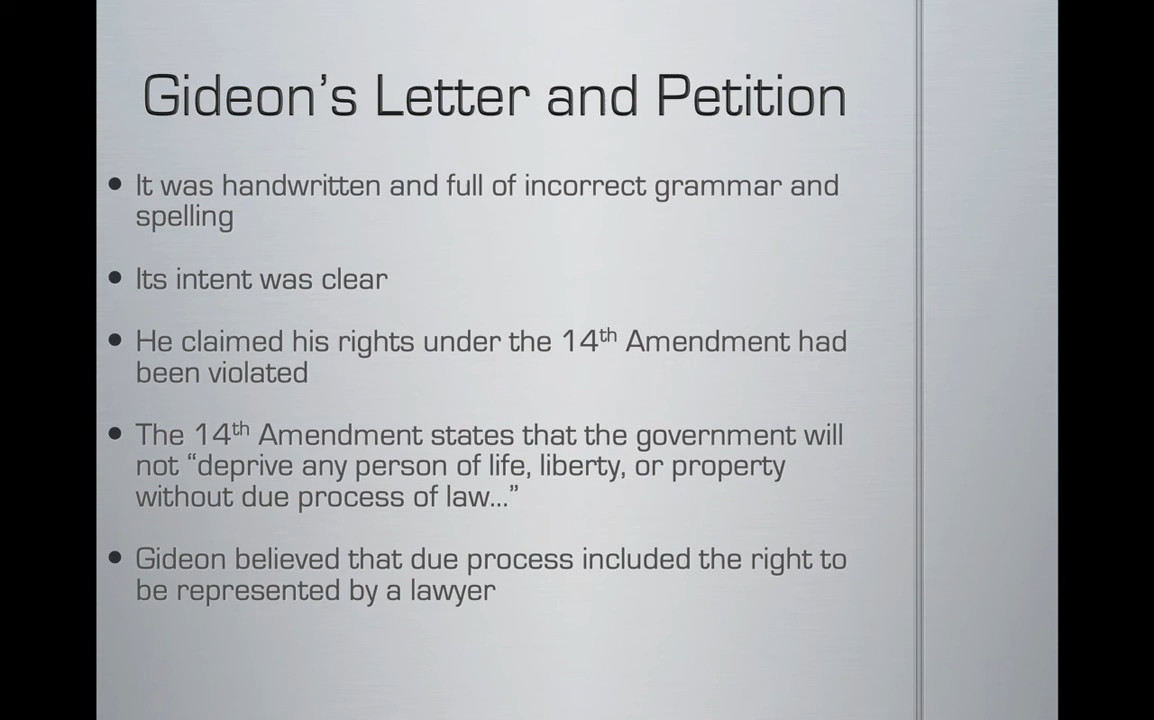 Gideon’s Letter and Petition
• It was handwritten and full of incorrect grammar and
spelling
• Its intent was clear
• He claimed his rights under the 14th Amendment had
been violated
• The 14th Amendment states that the government will
not “deprive any person of life, liberty, or property
without due process of law...”
• Gideon believed that due process included the right to
be represented by a lawyer